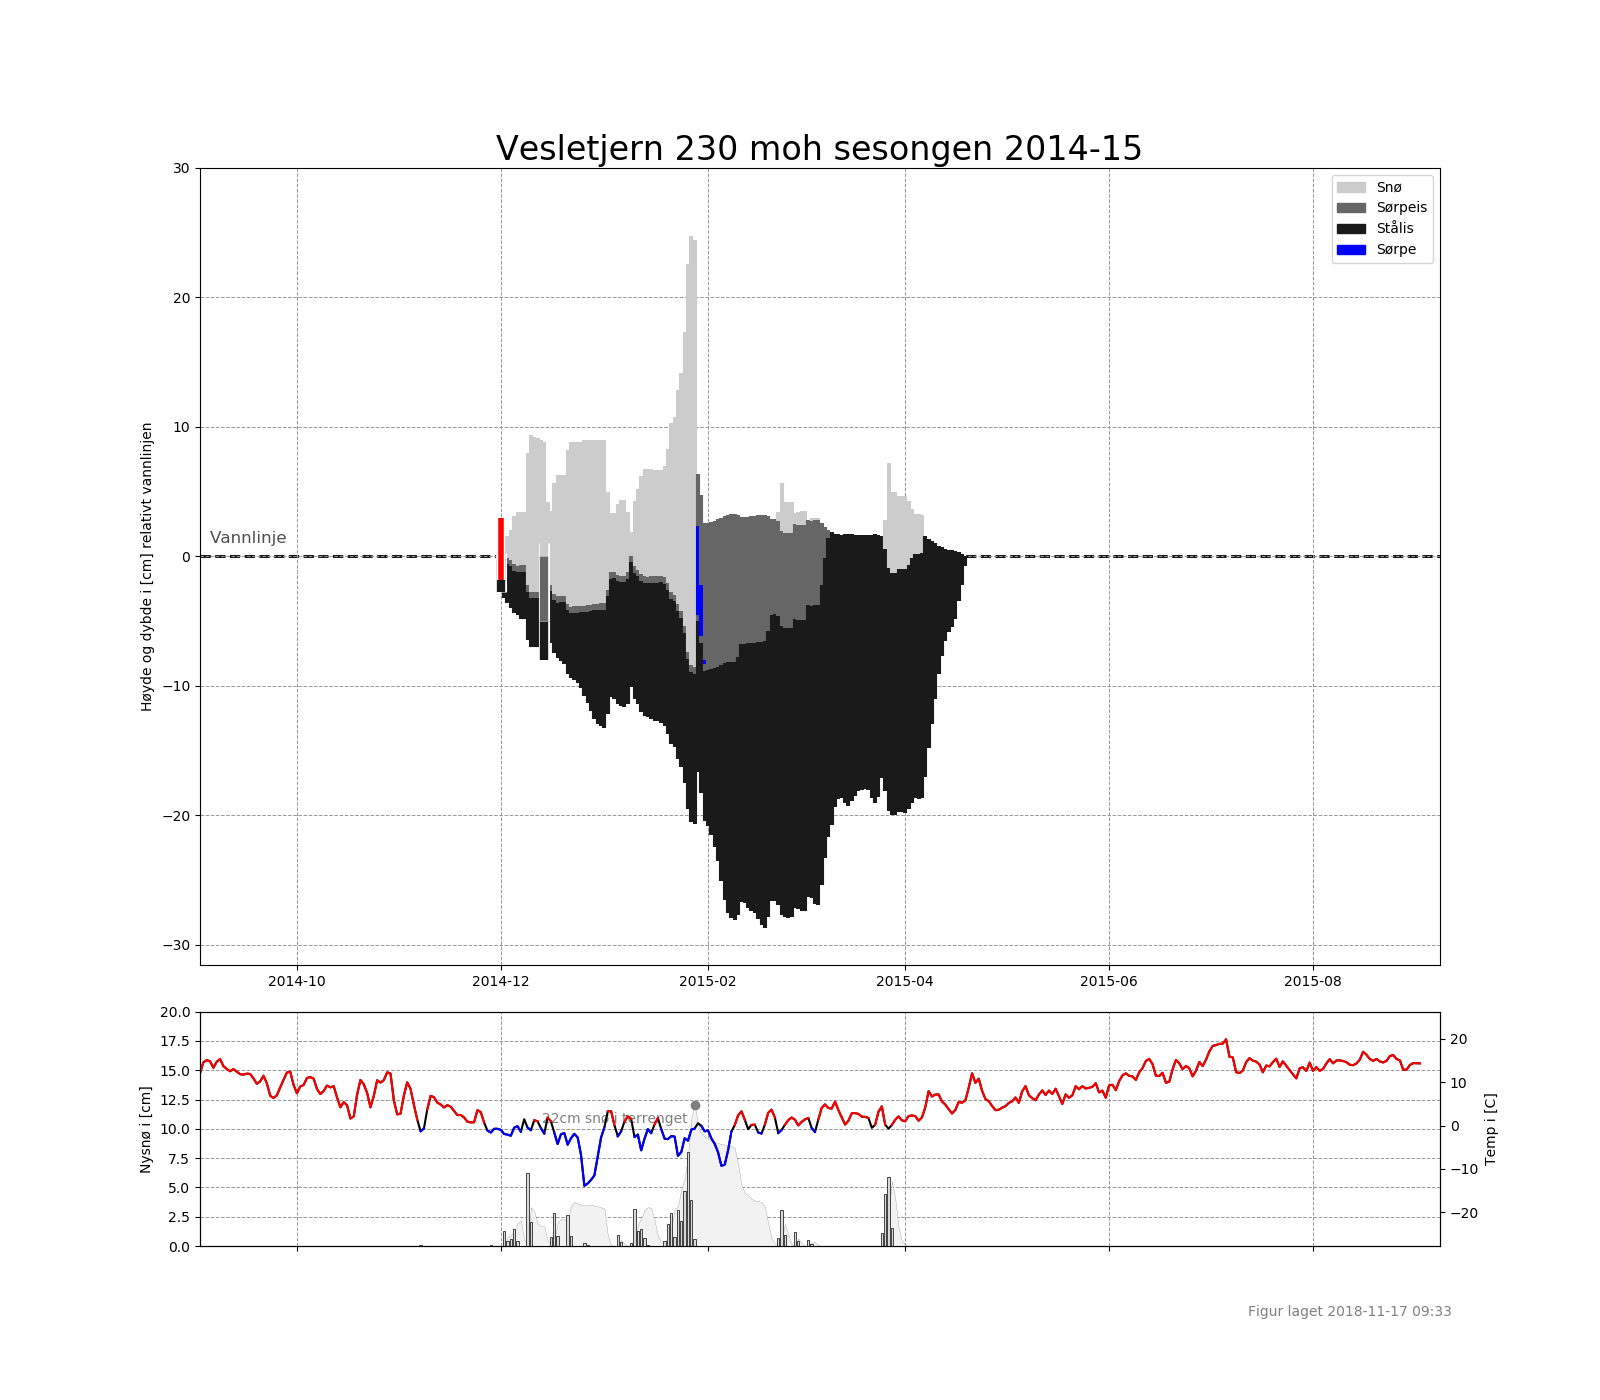 Vesletjern 230 moh sesongen 2014-15
30
20
10
0
−10
−20
−30
Høyde og dybde i [cm] relativt vannlinjen
Vannlinje
Snø
Sørpeis
Stålis
Sørpe
2014-10
2014-12
2015-02
2015-04
2015-06
2015-08
20.0
17.5
15.0
12.5
10.0
7.5
5.0
2.5
0.0
Nysnø i [cm]
22cm snø i terrenget
20
10
0
−10
−20
Temp i [C]
Figur laget 2018-11-17 09:33